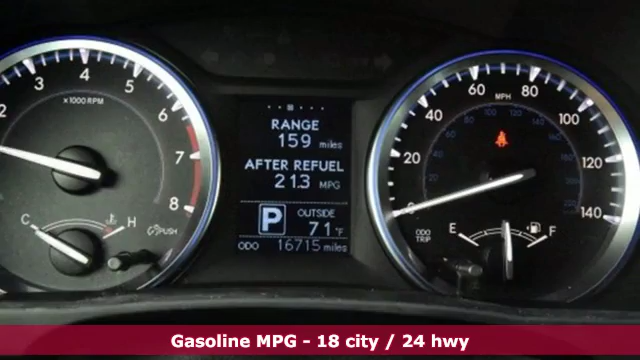 2
3
4
5
6
7
8
x1000 RPM
C
H
PUSH
RANGE
159 miles
AFTER REFUEL
21.3 MPG
P
OUTSIDE
71°F
ODO 16715 miles
0
20
40
60
80
100
120
140
MPH
ODO
TRIP
E
F
Gasoline MPG - 18 city / 24 hwy